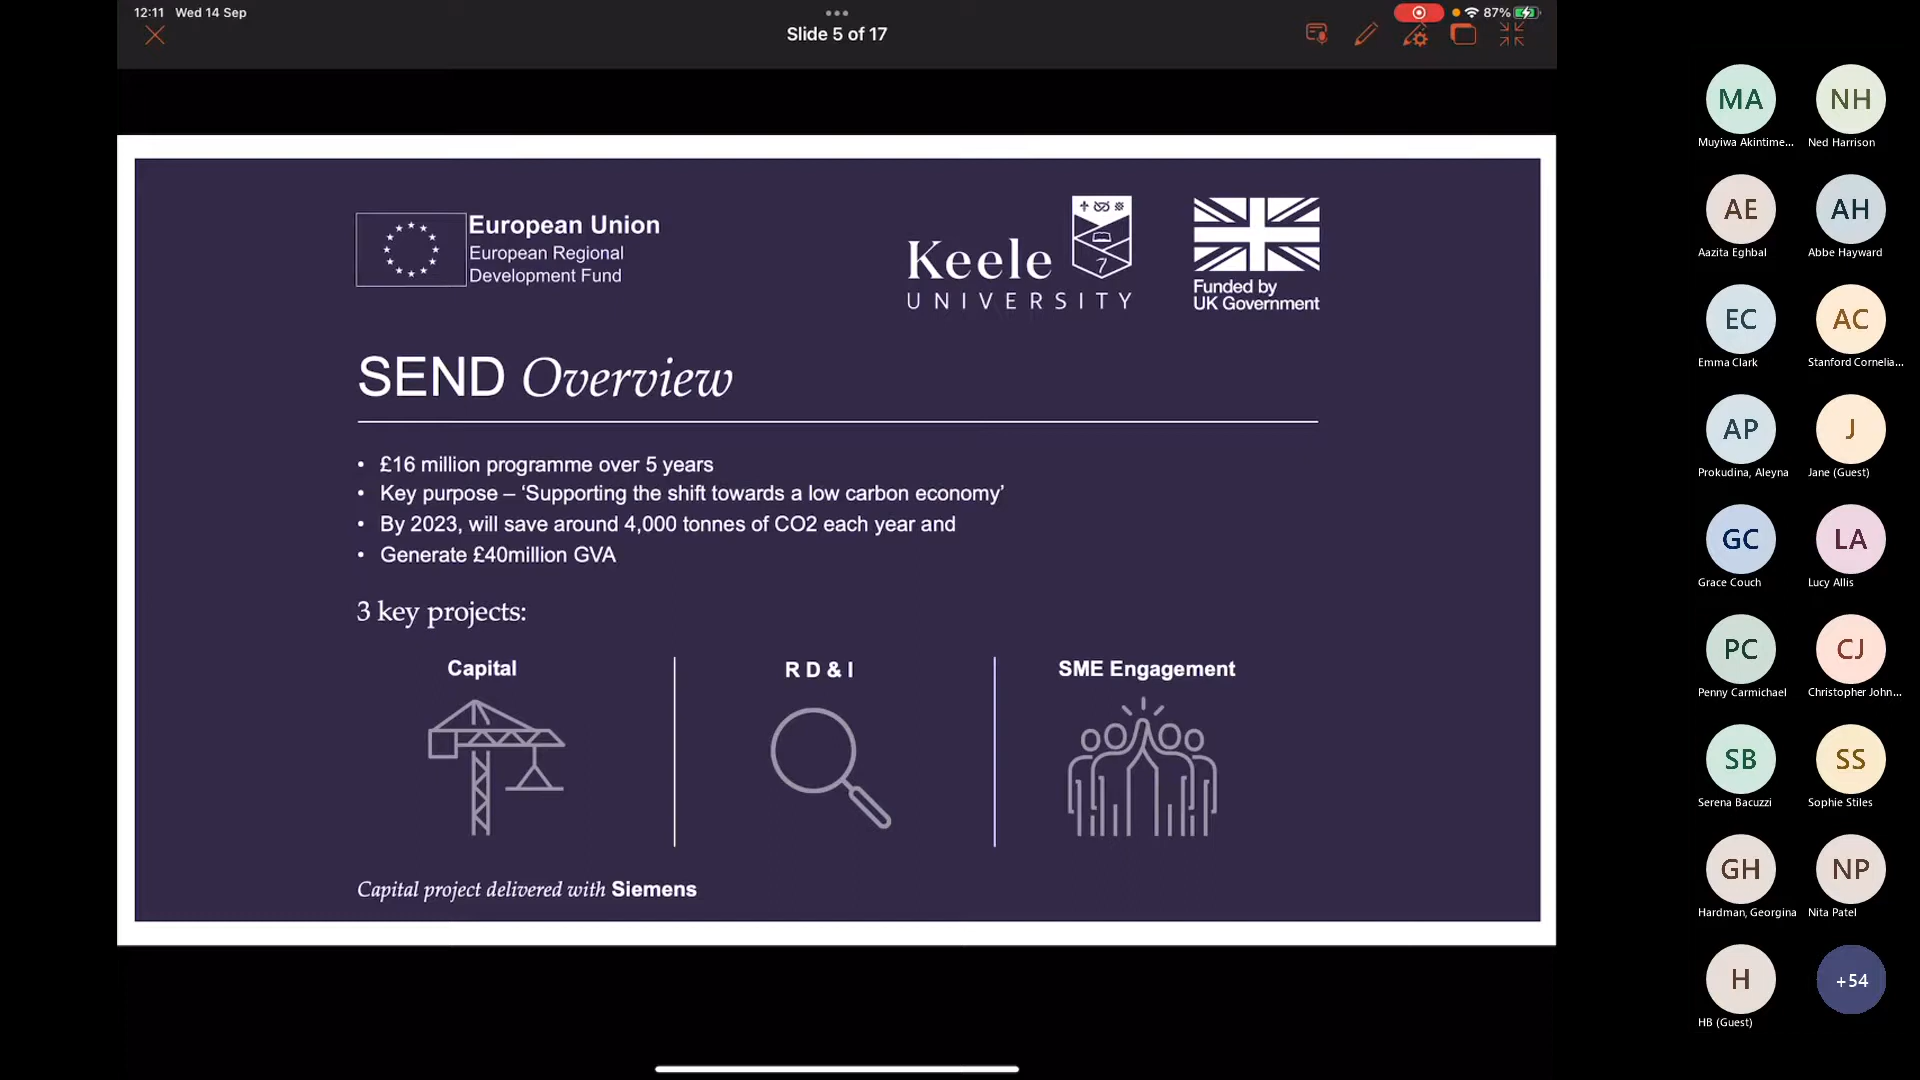 12:11 Wed 14 Sep
87%
Slide 5 of 17
European Union
European Regional
Development Fund
Keele
UNIVERSITY
Funded by
UK Government
SEND Overview
• £16 million programme over 5 years
• Key purpose – ‘Supporting the shift towards a low carbon economy’
• By 2023, will save around 4,000 tonnes of CO2 each year and
• Generate £40million GVA
3 key projects:
Capital
R D & I
SME Engagement
Capital project delivered with Siemens
MA
NH
Muyiwa Akintime...
Ned Harrison
AE
AH
Aazita Eghbal
Abbe Hayward
EC
AC
Emma Clark
Stanford Cornelia...
AP
J
Prokudina, Aleyna
Jane (Guest)
GC
LA
Grace Couch
Lucy Allis
PC
CJ
Penny Carmichael
Christopher John...
SB
SS
Serena Bacuzzi
Sophie Stiles
GH
NP
Hardman, Georgina
Nita Patel
H
+54
HB (Guest)